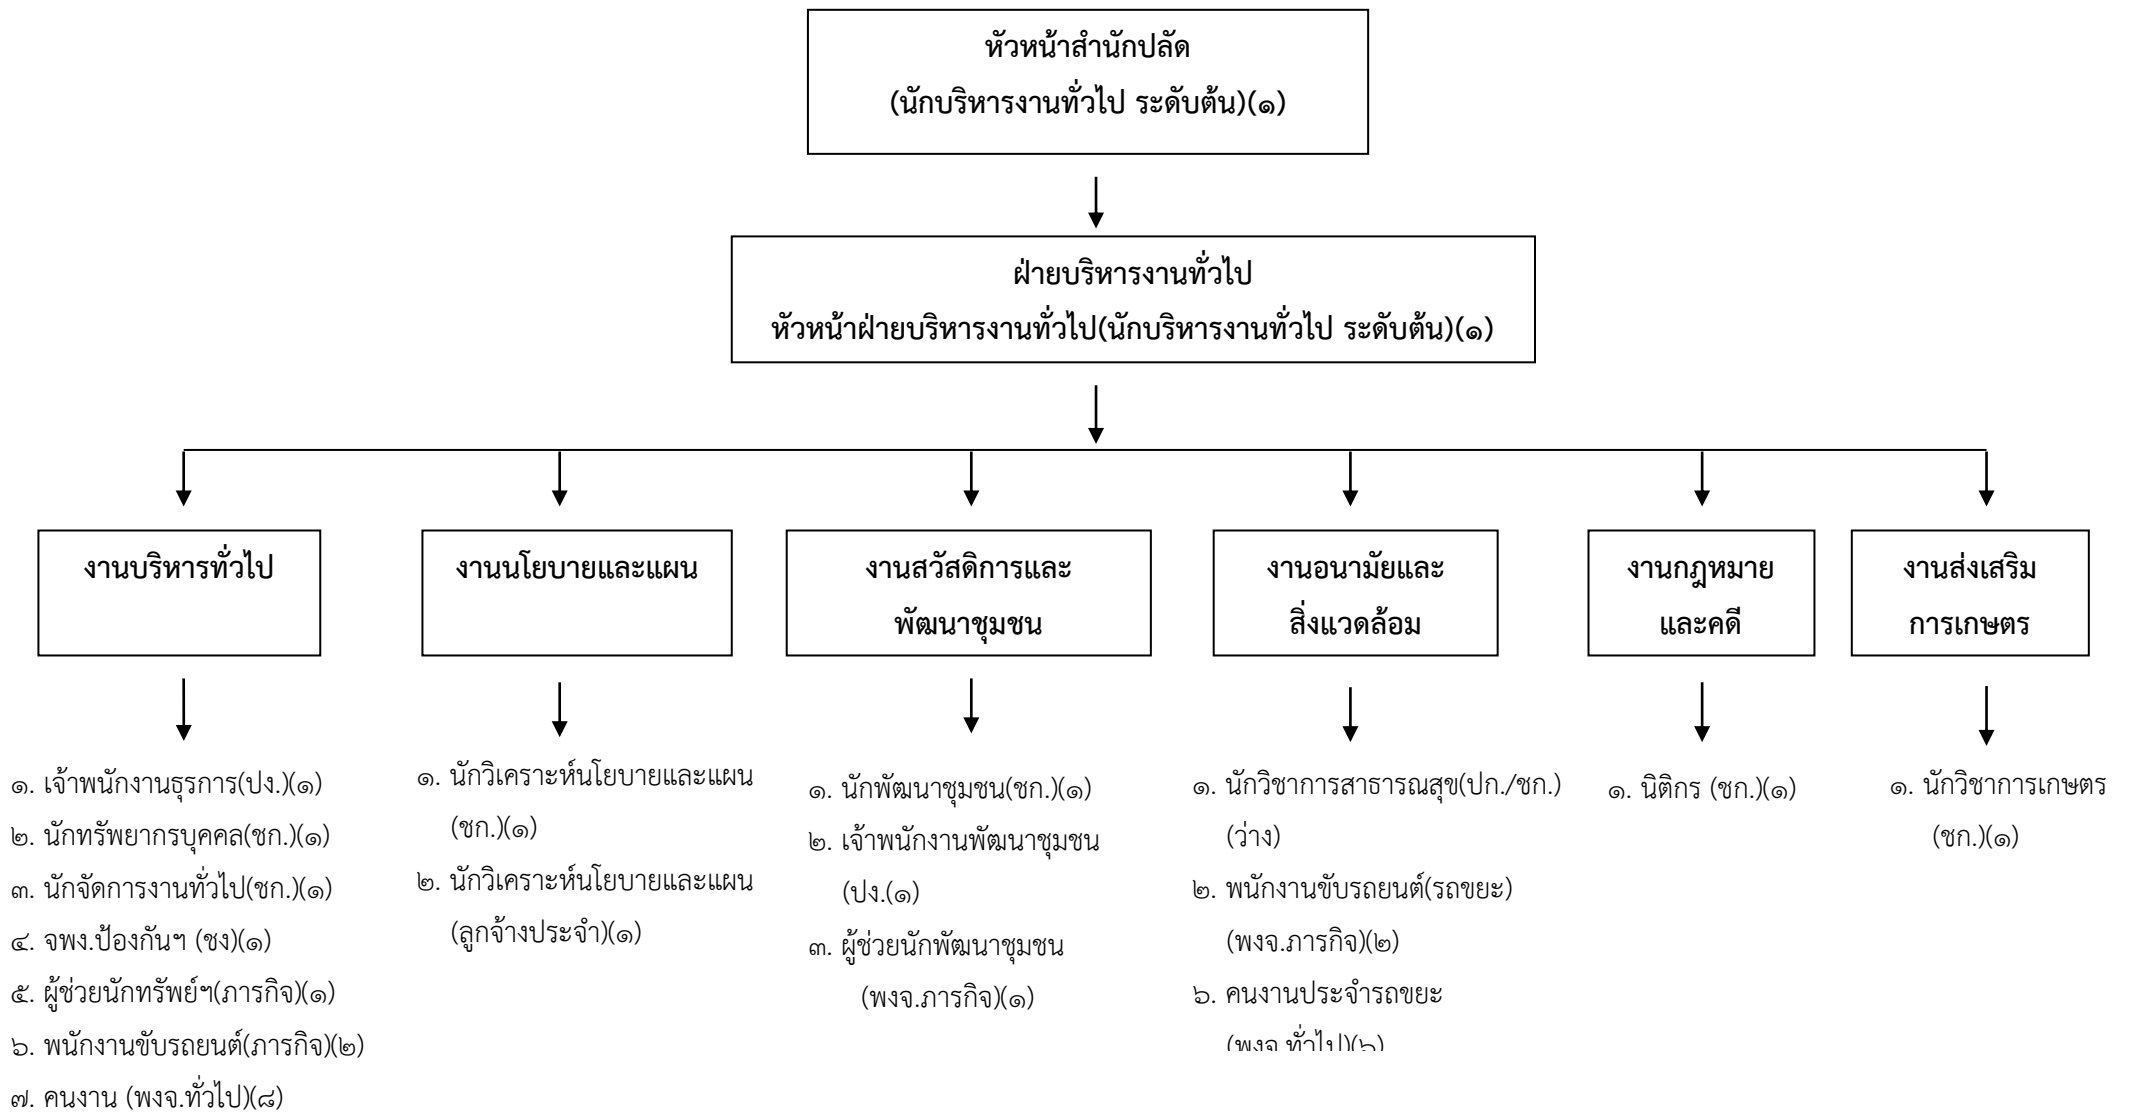 หัวหน้าสำนักปลัด
(นักบริหารงานทั่วไป ระดับต้น)(๑)
ฝ่ายบริหารงานทั่วไป
หัวหน้าฝ่ายบริหารงานทั่วไป(นักบริหารงานทั่วไป ระดับต้น)(๑)
งานบริหารทั่วไป
งานนโยบายและแผน
งานสวัสดิการและ
พัฒนาชุมชน
งานอนามัยและ
สิ่งแวดล้อม
งานกฎหมาย
และคดี
งานส่งเสริม
การเกษตร
๑. เจ้าพนักงานธุรการ(ปง.)(๑)
๒. นักทรัพยากรบุคคล(ชก.)(๑)
๓. นักจัดการงานทั่วไป(ชก.)(๑)
๔. จพง.ป้องกันฯ (ชง)(๑)
๕. ผู้ช่วยนักทรัพย์ฯ(ภารกิจ)(๑)
๖. พนักงานขับรถยนต์(ภารกิจ)(๒)
๗. คนงาน (พงจ.ทั่วไป)(๘)
๑. นักวิเคราะห์นโยบายและแผน
(ชก.)(๑)
๒. นักวิเคราะห์นโยบายและแผน
(ลูกจ้างประจำ)(๑)
๑. นักพัฒนาชุมชน(ชก.)(๑)
๒. เจ้าพนักงานพัฒนาชุมชน
(ปง.(๑)
๓. ผู้ช่วยนักพัฒนาชุมชน
(พงจ.ภารกิจ)(๑)
๑. นักวิชาการสาธารณสุข(ปก./ชก.)
(ว่าง)
๒. พนักงานขับรถยนต์(รถขยะ)
(พงจ.ภารกิจ)(๒)
๖. คนงานประจำรถขยะ
(พงจ.ทั่วไป)(๖)
๑. นิติกร (ชก.)(๑)
๑. นักวิชาการเกษตร
(ชก.)(๑)